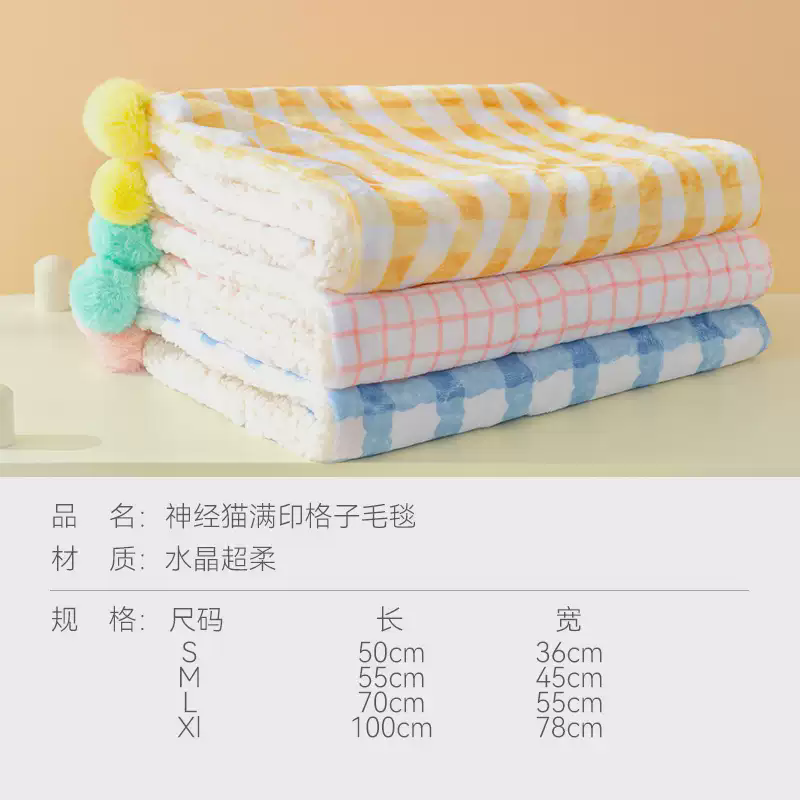 品 名：神经猫满印格子毛毯
材 质：水晶超柔
规 格：尺码 长 宽
S 50cm 36cm
M 55cm 45cm
L 70cm 55cm
Xl 100cm 78cm